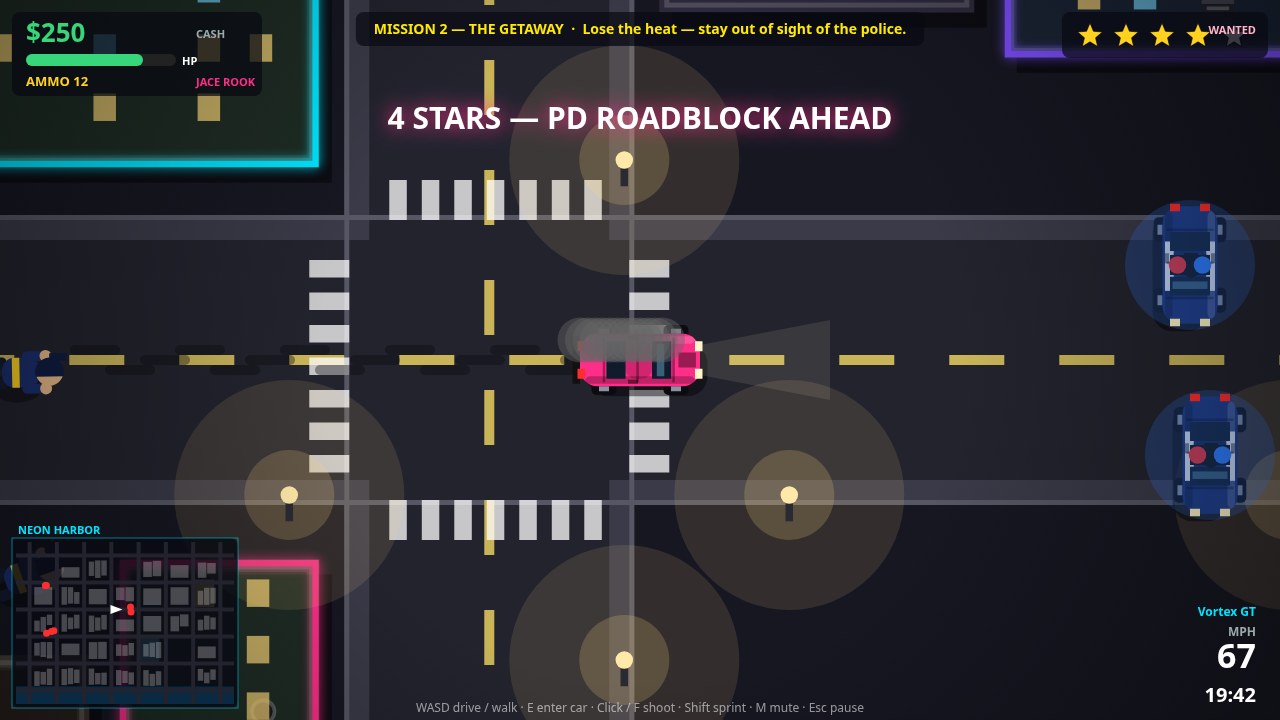 $250
CASH
HP
AMMO 12
JACE ROOK
MISSION 2 — THE GETAWAY · Lose the heat — stay out of sight of the police.
WANTED
4 STARS — PD ROADBLOCK AHEAD
NEON HARBOR
Vortex GT
MPH
67
19:42
WASD drive / walk · E enter car · Click / F shoot · Shift sprint · M mute · Esc pause